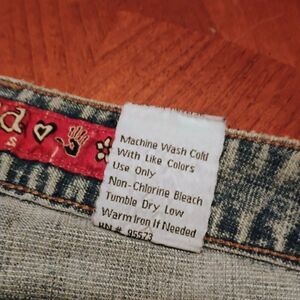 Machine Wash Cold
With Like Colors
Use Only
Non-Chlorine Bleach
Tumble Dry Low
Warm Iron If Needed
RN # 95573